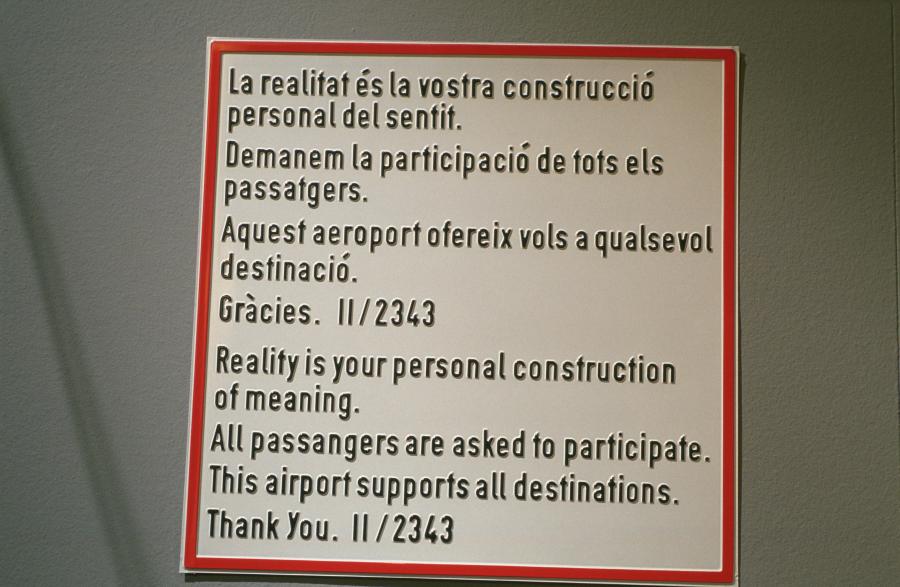 La realitat és la vostra construcció
personal del sentit.
Demanem la participació de tots els
passatgers.
Aquest aeroport ofereix vols a qualsevol
destinació.
Gràcies. II/2343
Reality is your personal construction
of meaning.
All passangers are asked to participate.
This airport supports all destinations.
Thank You. II/2343